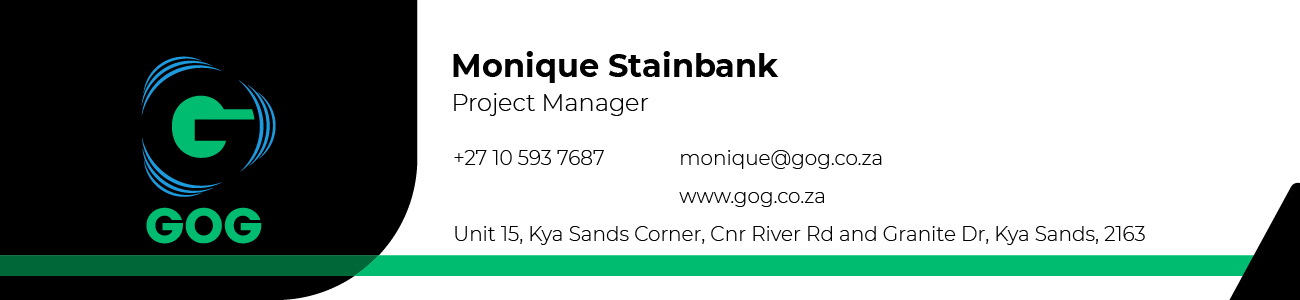 GOG
Monique Stainbank
Project Manager
+27 10 593 7687
monique@gog.co.za
www.gog.co.za
Unit 15, Kya Sands Corner, Cnr River Rd and Granite Dr, Kya Sands, 2163